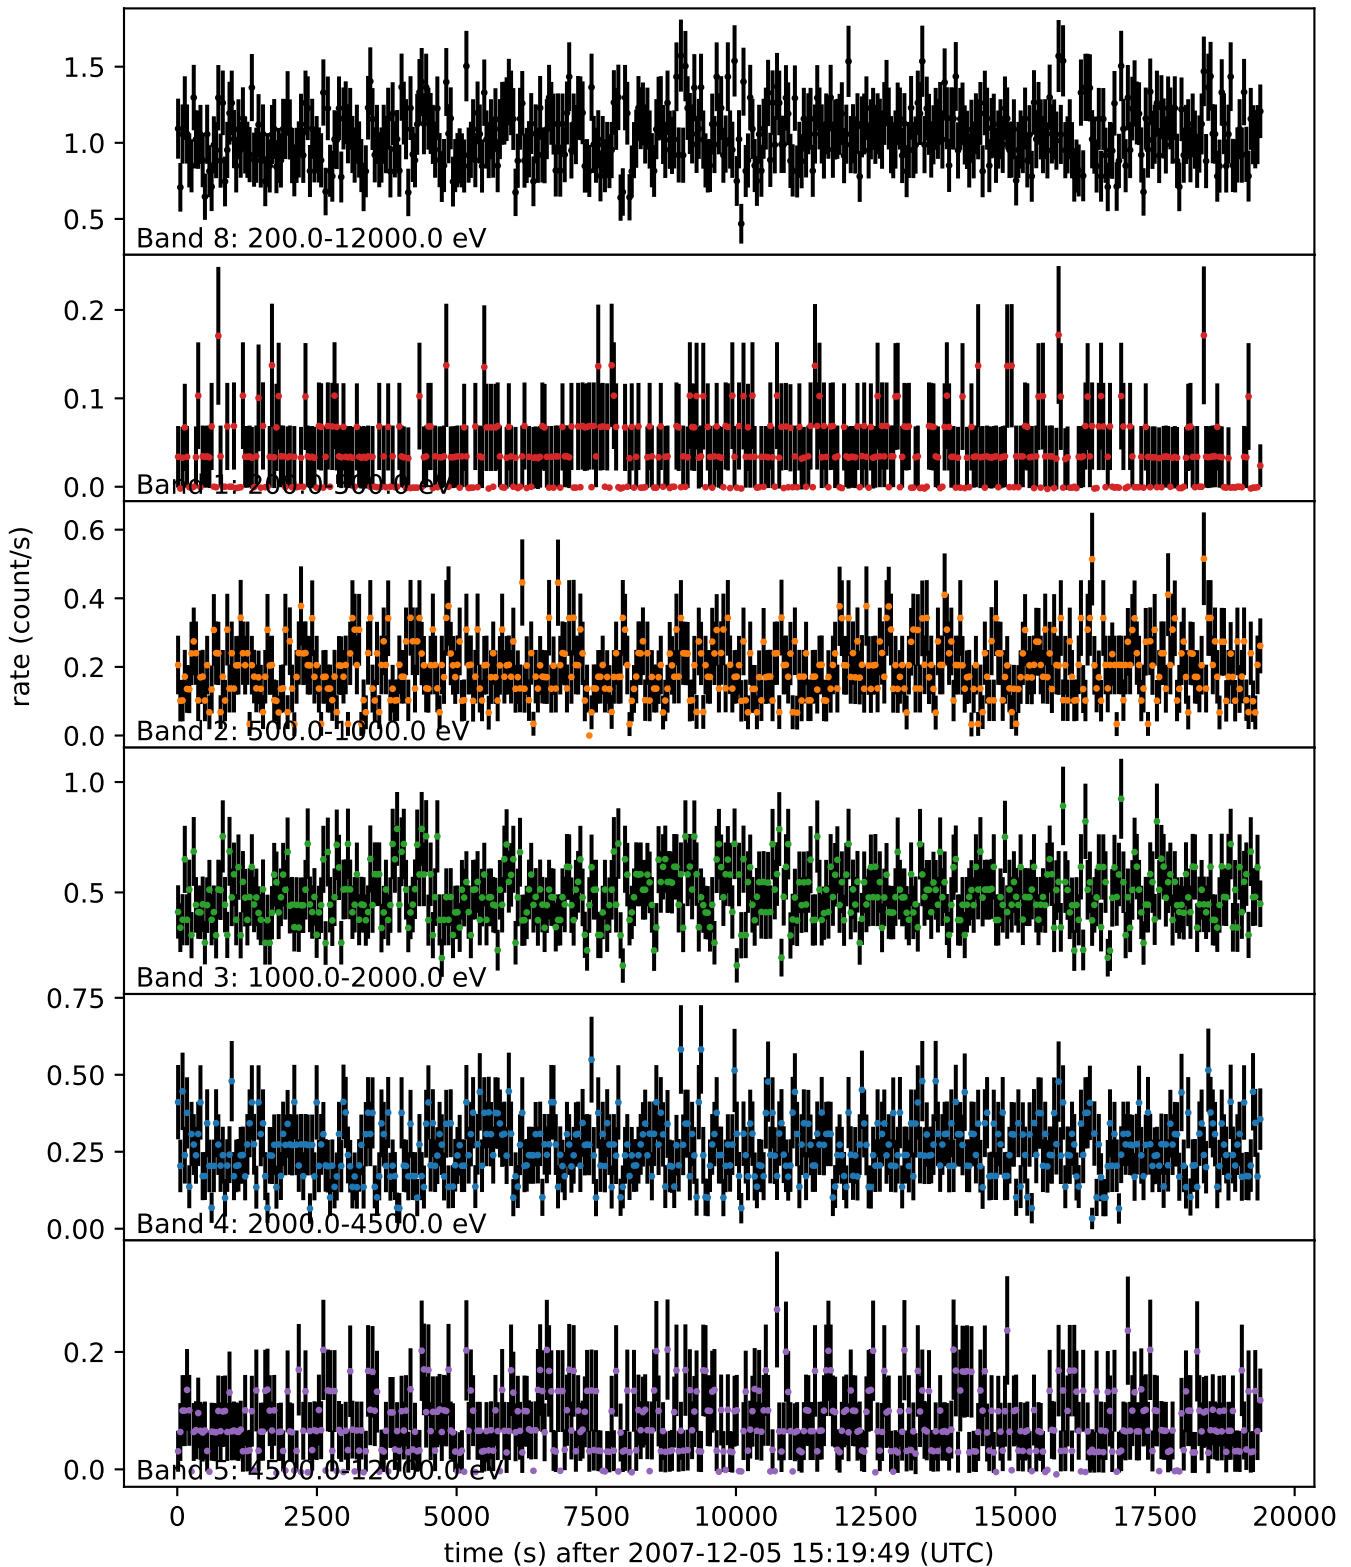 1.5
1.0
0.5
Band 8: 200.0-12000.0 eV
0.2
0.1
0.0
Band 1: 200.0-500.0 eV
0.6
0.4
0.2
0.0
Band 2: 500.0-1000.0 eV
rate (count/s)
1.0
0.5
Band 3: 1000.0-2000.0 eV
0.75
0.50
0.25
0.00
Band 4: 2000.0-4500.0 eV
0.2
0.0
Band 5: 4500.0-12000.0 eV
0 2500 5000 7500 10000 12500 15000 17500 20000
time (s) after 2007-12-05 15:19:49 (UTC)